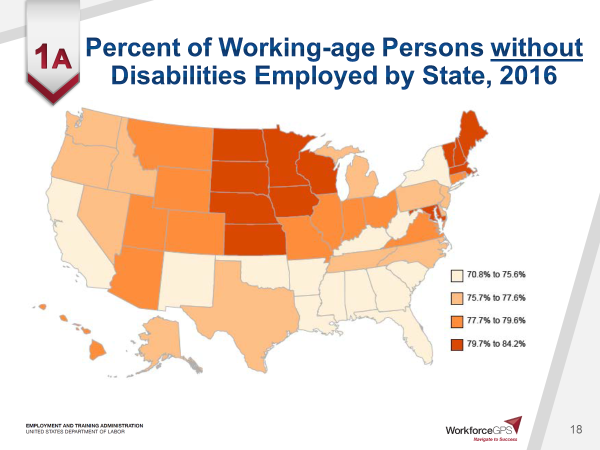 1A
Percent of Working-age Persons without
Disabilities Employed by State, 2016
70.8% to 75.6%
75.7% to 77.6%
77.7% to 79.6%
79.7% to 84.2%
EMPLOYMENT AND TRAINING ADMINISTRATION
UNITED STATES DEPARTMENT OF LABOR
WorkforceGPS
Navigate to Success
18